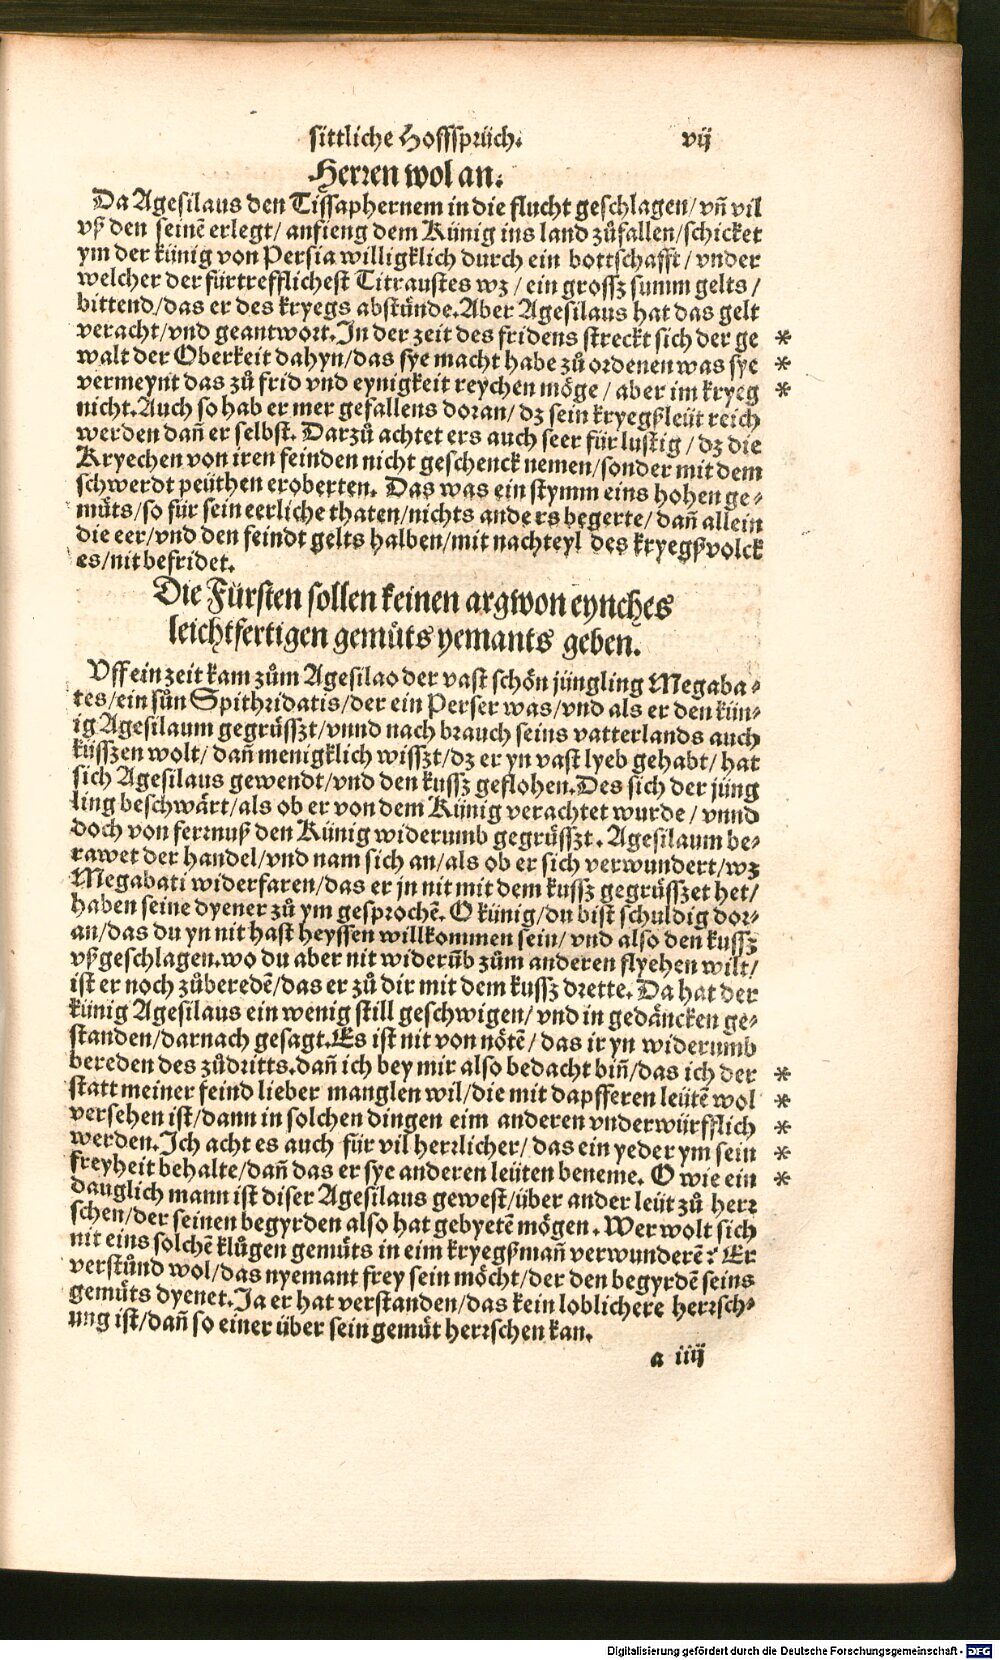 sittliche Hoffsprüch. vij
Herren wol an.
Da Agesilaus den Tissaphernem in die flucht geschlagen/ vñ vil
vß den seinē erlegt/ anfieng dem Künig ins land zůfallen/schicket
ym der künig von Persia willigklich durch ein bottschafft/ vnder
welcher der fürtrefflichest Titraustes wz/ ein grossz summ gelts/
bittend/das er des kryegs abstünde. Aber Agesilaus hat das gelt
veracht/vnd geantwort. In der zeit des fridens streckt sich der ge *
walt der Oberkeit dahyn/das sye macht habe zů ordenen was sye *
vermeynt das zů frid vnd eynigkeit reychen möge/ aber im kryeg *
nicht. Auch so hab er mer gefallens doran/ dz sein kryegßleüt reich
werden dañ er selbst. Darzů achtet ers auch seer für lustig/ dz die
Kryechen von iren feinden nicht geschenck nemen/sonder mit dem
schwerdt peüthen eroberten. Das was ein stymm eins hohen ge-
müts/so für sein eerliche thaten/nichts anders begerte/ dañ allein
die eer/vnd den feindt gelts halben/mit nachteyl des kryegßvolck
es/nit befridet.
Die Fürsten sollen keinen argwon eynches
leichtfertigen gemüts yemants geben.
Vff ein zeit kam zům Agesilao der vast schön jüngling Megaba-
tes/ein sůn Spithridatis/der ein Perser was/vnd als er den kün-
ig Agesilaum gegrüsszt/vnnd nach brauch seins vatterlands auch
küsszen wolt/ dañ menigklich wisszt/dz er yn vast lyeb gehabt/ hat
sich Agesilaus gewendt/vnd den kussz geflohen. Des sich der jüng
ling beschwärt/als ob er von dem Künig verachtet wurde/ vnnd
doch von ferrnuß den Künig widerumb gegrüsszt. Agesilaum be-
rawet der handel/vnd nam sich an/als ob er sich verwundert/wz
Megabati widerfaren/das er jn nit mit dem kussz gegrüsszet het/
haben seine dyener zů ym gesprochē. O künig/du bist schuldig dor-
an/das du yn nit hast heyssen willkommen sein/ vnd also den kussz
vßgeschlagen. wo du aber nit widerůb zům anderen flyehen wilt/
ist er noch zůberedē/das er zů dir mit dem kussz drette. Da hat der
künig Agesilaus ein wenig still geschwigen/ vnd in gedäncken ge-
standen/darnach gesagt. Es ist nit von nötē/ das ir yn widerumb
bereden des zůdritts. dañ ich bey mir also bedacht biñ/das ich der *
statt meiner feind lieber manglen wil/die mit dapfferen leütē wol *
versehen ist/dann in solchen dingen eim anderen vnderwürfflich *
werden. Ich acht es auch für vil herrlicher/ das ein yeder ym sein *
freyheit behalte/dañ das er sye anderen leüten beneme. O wie ein *
dauglich mann ist diser Agesilaus gewest/über ander leüt zů herr
schen/der seinen begyrden also hat gebyetē mögen. Wer wolt sich
nit eins solchē klůgen gemüts in eim kryegßmañ verwunderē? Er
verstůnd wol/das nyemant frey sein möcht/der den begyrdē seins
gemüts dyenet. Ja er hat verstanden/das kein loblichere herrsch-
ung ist/dañ so einer über sein gemüt herrschen kan.
a iiij
Digitalisierung gefördert durch die Deutsche Forschungsgemeinschaft - DFG